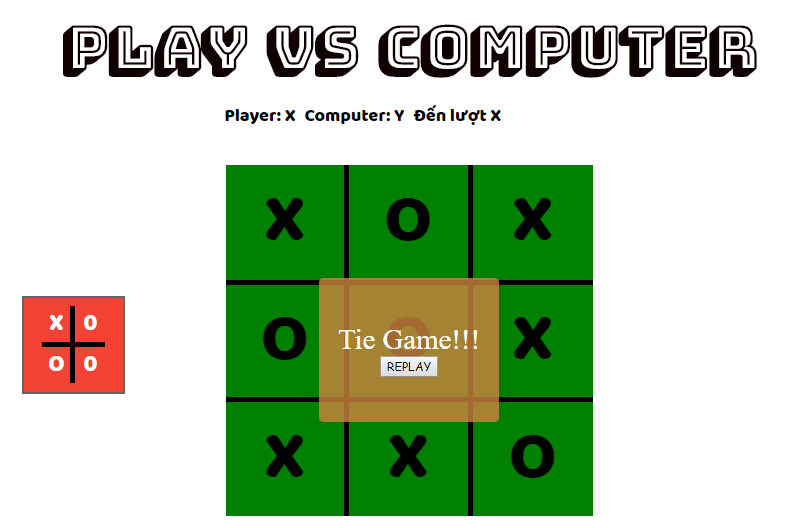 PLAY VS COMPUTER
Player: X Computer: Y Đến lượt X
X O X
O O X
Tie Game!!!
REPLAY
X X O
X O
O O